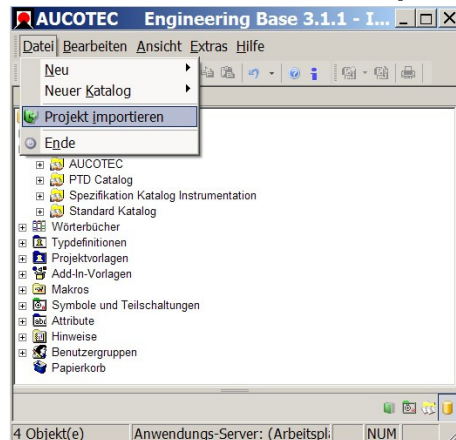 AUCOTEC Engineering Base 3.1.1 - I...
Datei Bearbeiten Ansicht Extras Hilfe
Neu
Neuer Katalog
Projekt importieren
Ende
AUCOTEC
PTD Catalog
Spezifikation Katalog Instrumentation
Standard Katalog
Wörterbücher
Typdefinitionen
Projektvorlagen
Add-In-Vorlagen
Makros
Symbole und Teilschaltungen
Attribute
Hinweise
Benutzergruppen
Papierkorb
4 Objekt(e) Anwendungs-Server: (Arbeitspl NUM